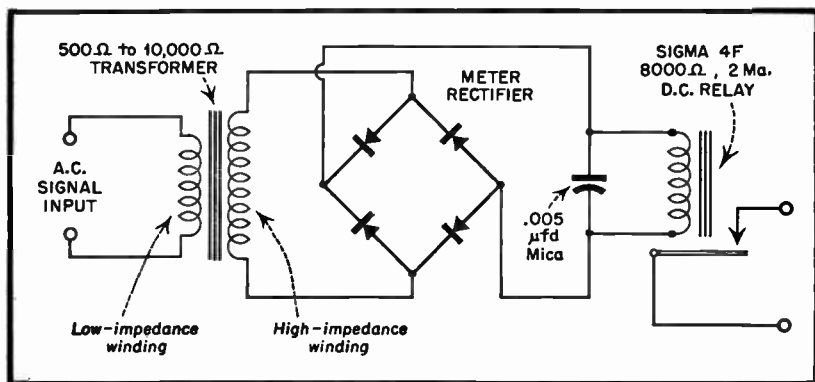 500Ω to 10,000Ω
TRANSFORMER
METER
RECTIFIER
SIGMA 4F
8000Ω, 2 Ma.
D.C. RELAY
A.C.
SIGNAL
INPUT
.005
μfd
Mica
Low-impedance
winding
High-impedance
winding